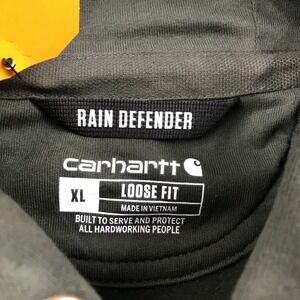 RAIN DEFENDER
carhartt
XL LOOSE FIT
MADE IN VIETNAM
BUILT TO SERVE AND PROTECT
ALL HARDWORKING PEOPLE